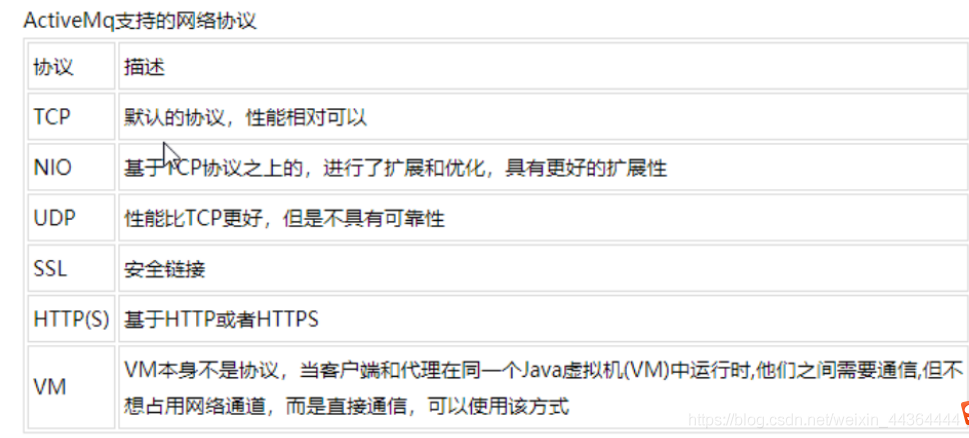 ActiveMq支持的网络协议
协议 描述
TCP 默认的协议，性能相对可以
NIO 基于TCP协议之上的，进行了扩展和优化，具有更好的扩展性
UDP 性能比TCP更好，但是不具有可靠性
SSL 安全链接
HTTP(S) 基于HTTP或者HTTPS
VM VM本身不是协议，当客户端和代理在同一个Java虚拟机(VM)中运行时,他们之间需要通信,但不
想占用网络通道，而是直接通信，可以使用该方式
https://blog.csdn.net/weixin_44364444